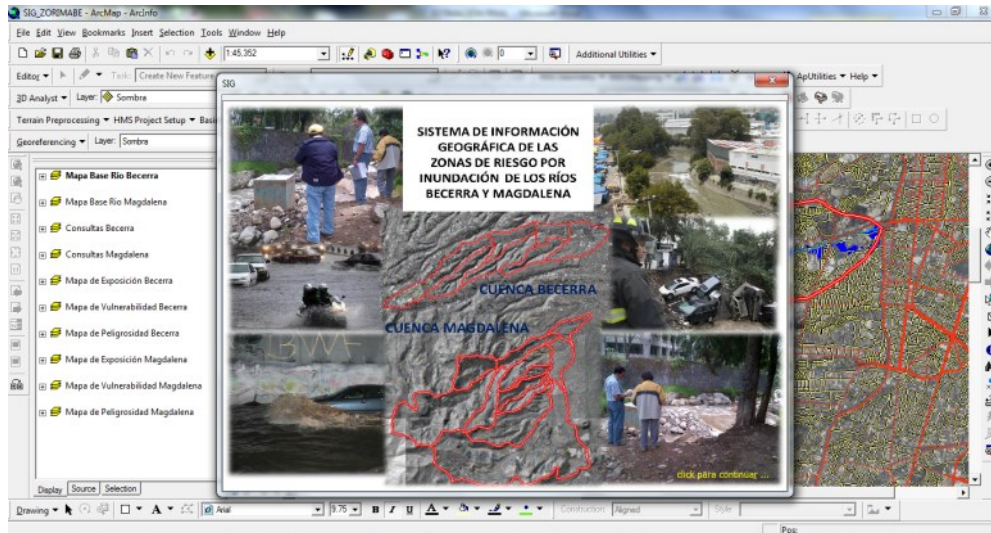 SIG_ZORIMABE - ArcMap - ArcInfo
File Edit View Bookmarks Insert Selection Tools Window Help
1:45,352
0
Additional Utilities
Editor
Task: Create New Feature
ApUtilities Help
SIG
3D Analyst Layer: Sombra
Terrain Preprocessing HMS Project Setup
Georeferencing Layer: Sombra
SISTEMA DE INFORMACIÓN
GEOGRÁFICA DE LAS
ZONAS DE RIESGO POR
INUNDACIÓN DE LOS RÍOS
BECERRA Y MAGDALENA
Mapa Base Rio Becerra
Mapa Base Rio Magdalena
Consultas Becerra
Consultas Magdalena
Mapa de Exposición Becerra
Mapa de Vulnerabilidad Becerra
Mapa de Peligrosidad Becerra
Mapa de Exposición Magdalena
Mapa de Vulnerabilidad Magdalena
Mapa de Peligrosidad Magdalena
CUENCA BECERRA
CUENCA MAGDALENA
click para continuar ...
Display Source Selection
Drawing A Arial 9.75 B I U A
Construction: Aligned
Style:
Pos: